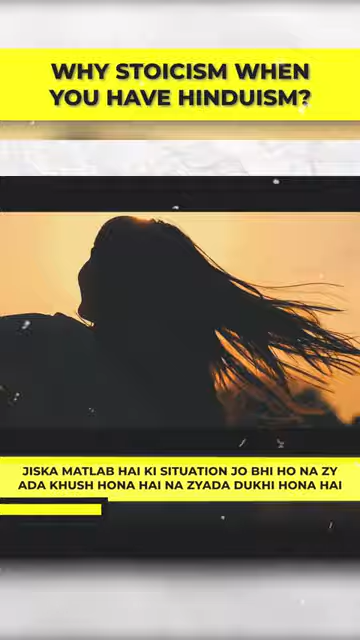 WHY STOICISM WHEN
YOU HAVE HINDUISM?
JISKA MATLAB HAI KI SITUATION JO BHI HO NA ZY
ADA KHUSH HONA HAI NA ZYADA DUKHI HONA HAI